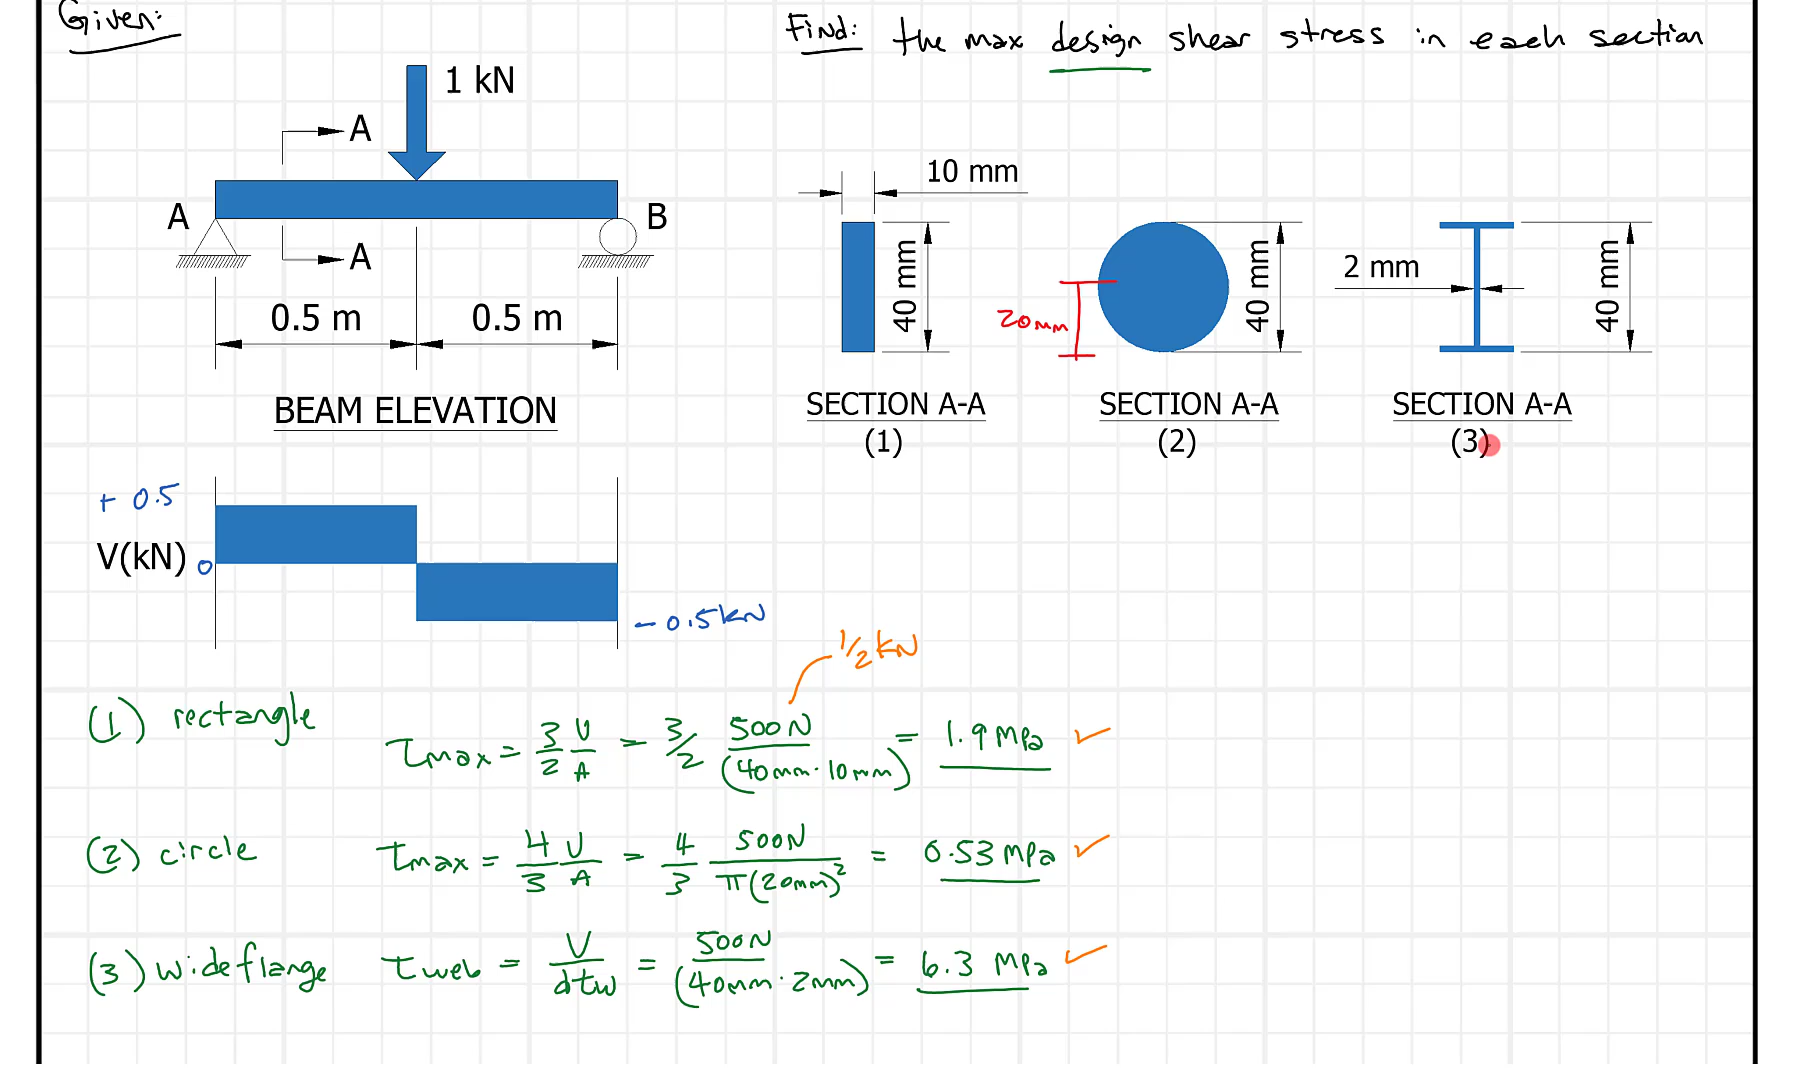 Given:
Find: the max design shear stress in each section
1 kN
A
A
A
B
0.5 m
0.5 m
BEAM ELEVATION
10 mm
40 mm
SECTION A-A
(1)
20mm
40 mm
SECTION A-A
(2)
2 mm
40 mm
SECTION A-A
(3)
+ 0.5
V(kN)
0
- 0.5kN
1/2 kN
(1) rectangle τmax = 3/2 V/A = 3/2 500N/(40mm·10mm) = 1.9 MPa ✓
(2) circle τmax = 4/3 V/A = 4/3 500N/π(20mm)² = 0.53 MPa ✓
(3) wideflange τweb = V/dtw = 500N/(40mm·2mm) = 6.3 MPa ✓